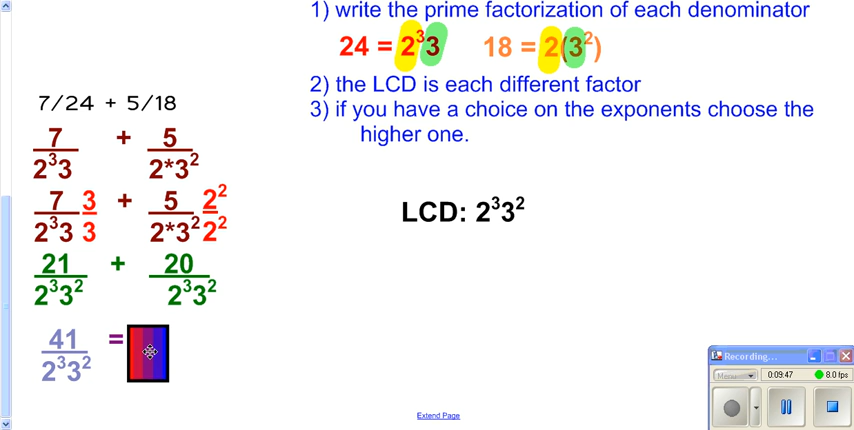 1) write the prime factorization of each denominator
24 = 2³3 18 = 2(3²)
2) the LCD is each different factor
3) if you have a choice on the exponents choose the
higher one.
7/24 + 5/18
7/2³3 + 5/2*3²
7/2³3 3/3 + 5/2*3² 2²/2²
LCD: 2³3²
21/2³3² + 20/2³3²
41/2³3² =
Recording...
Menu 0:09:47 8.0 fps
Extend Page